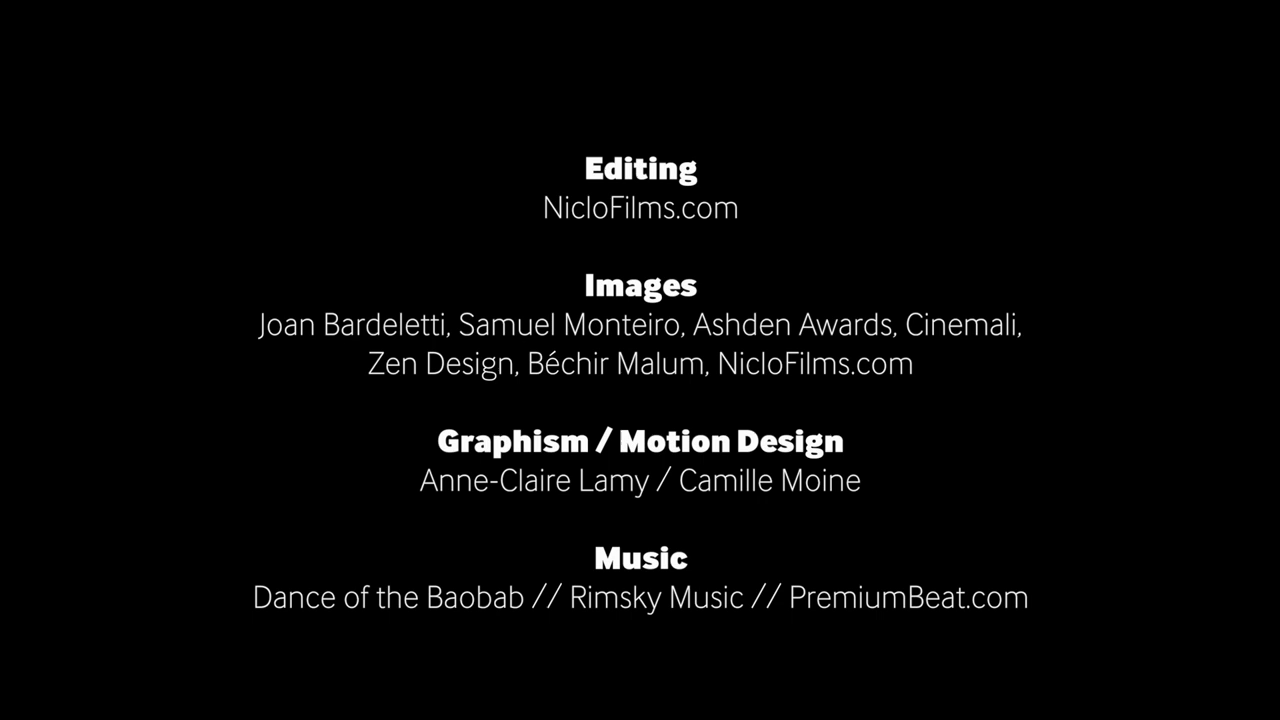 Editing
NicloFilms.com
Images
Joan Bardeletti, Samuel Monteiro, Ashden Awards, Cinemali,
Zen Design, Béchir Malum, NicloFilms.com
Graphism / Motion Design
Anne-Claire Lamy / Camille Moine
Music
Dance of the Baobab // Rimsky Music // PremiumBeat.com